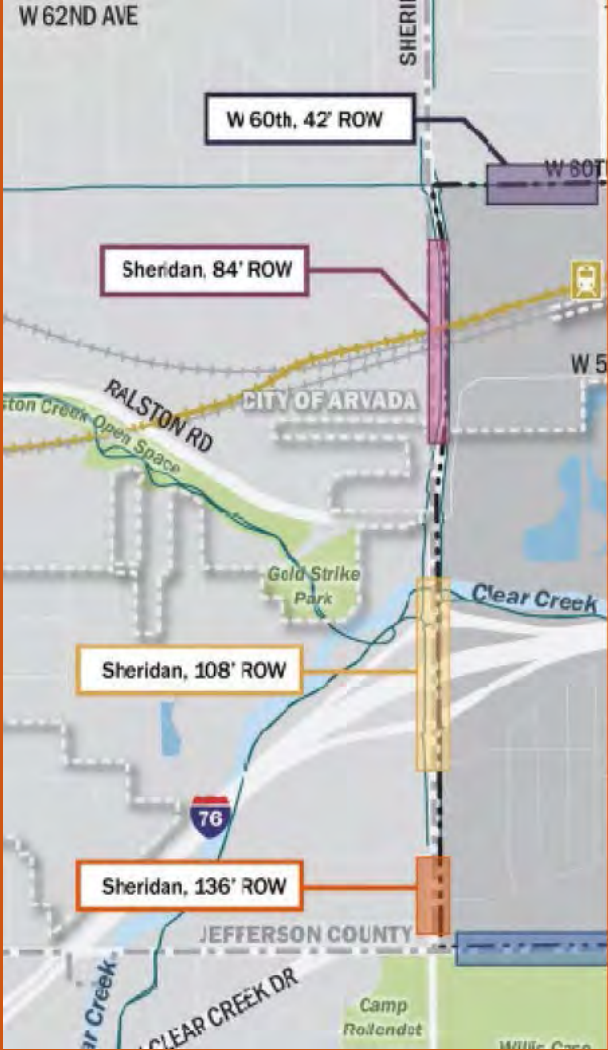 W 62ND AVE
SHERI
W 60th, 42' ROW
W 60T
Sheridan, 84' ROW
W 5
RALSTON RD
CITY OF ARVADA
ston Creek Open Space
Gold Strike
Park
Clear Creek
Sheridan, 108' ROW
76
Sheridan, 136' ROW
JEFFERSON COUNTY
ar Creek
CLEAR CREEK DR
Camp
Rollandet
Willis Case